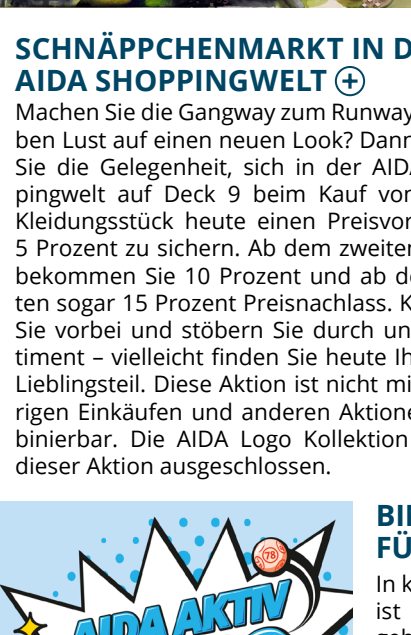 SCHNÄPPCHENMARKT IN D
AIDA SHOPPINGWELT
Machen Sie die Gangway zum Runway
ben Lust auf einen neuen Look? Dann
Sie die Gelegenheit, sich in der AIDA
pingwelt auf Deck 9 beim Kauf von
Kleidungsstück heute einen Preisvor
5 Prozent zu sichern. Ab dem zweiten
bekommen Sie 10 Prozent und ab de
ten sogar 15 Prozent Preisnachlass. K
Sie vorbei und stöbern Sie durch un
timent – vielleicht finden Sie heute Ih
Lieblingsteil. Diese Aktion ist nicht mi
rigen Einkäufen und anderen Aktione
binierbar. Die AIDA Logo Kollektion
dieser Aktion ausgeschlossen.
78
AIDA AKTIV
BI
FÜ
In k
ist